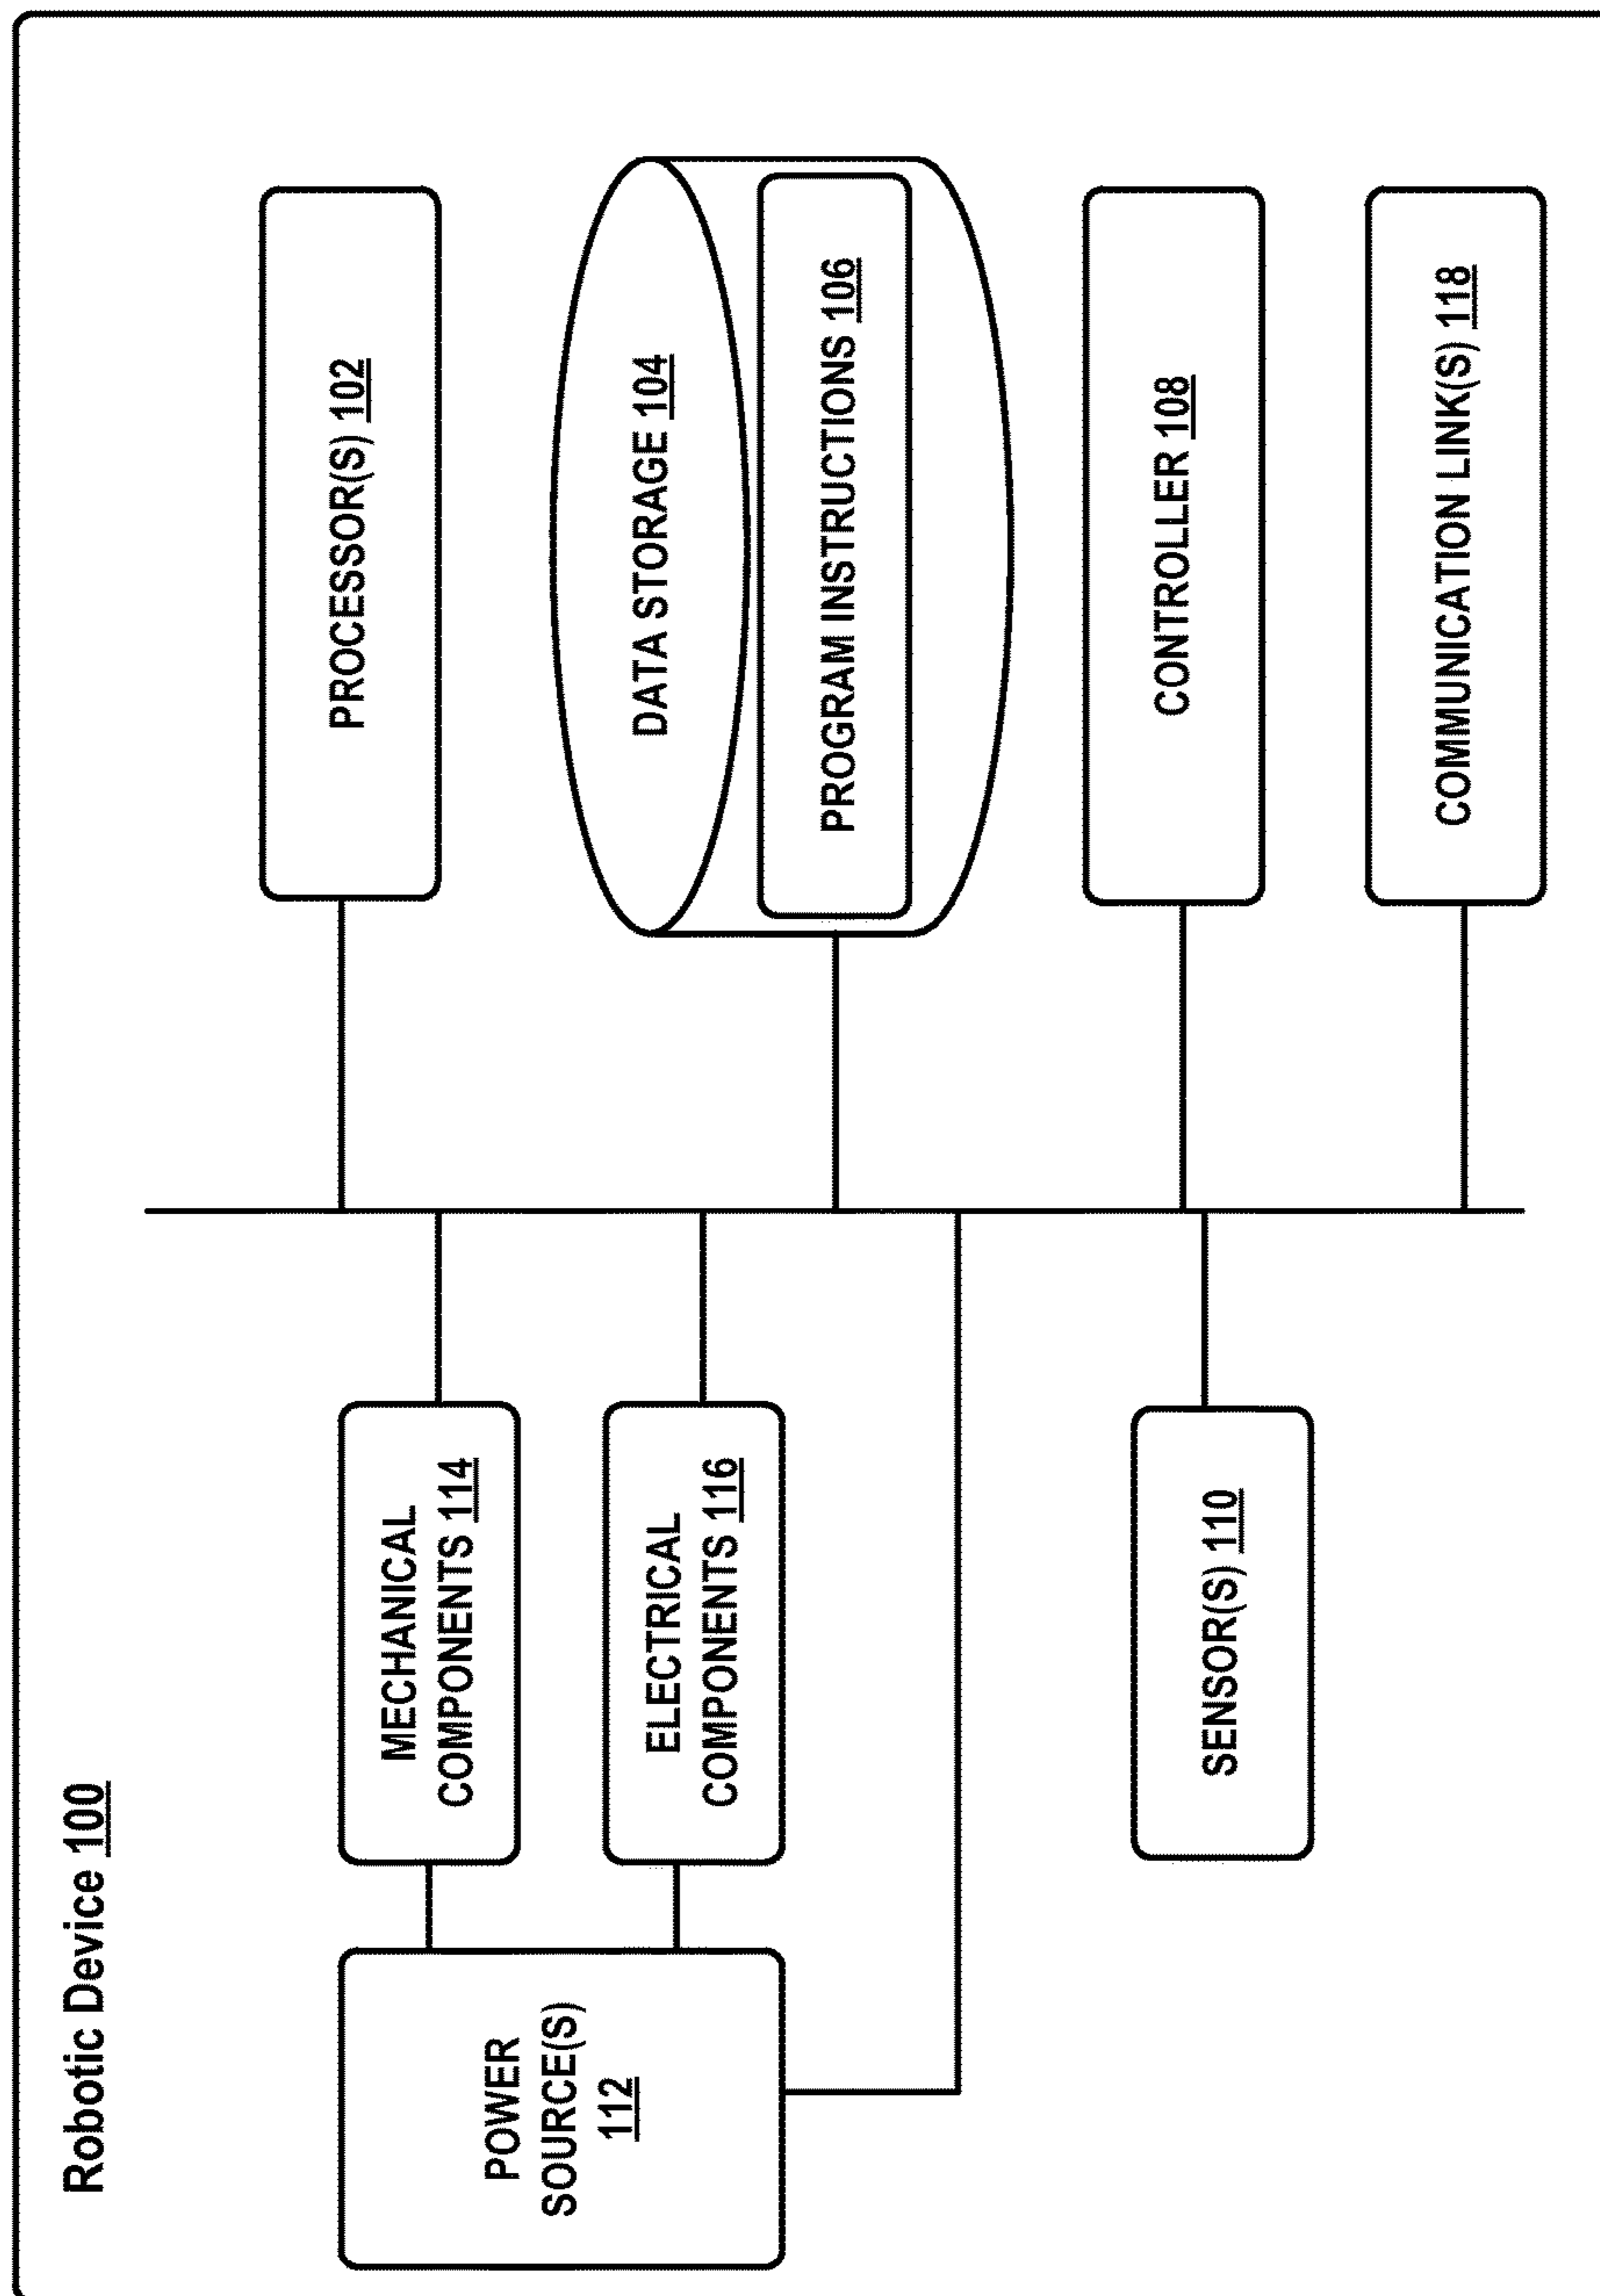 Robotic Device 100
POWER
SOURCE(S)
112
MECHANICAL
COMPONENTS 114
ELECTRICAL
COMPONENTS 116
SENSOR(S) 110
PROCESSOR(S) 102
DATA STORAGE 104
PROGRAM INSTRUCTIONS 106
CONTROLLER 108
COMMUNICATION LINK(S) 118